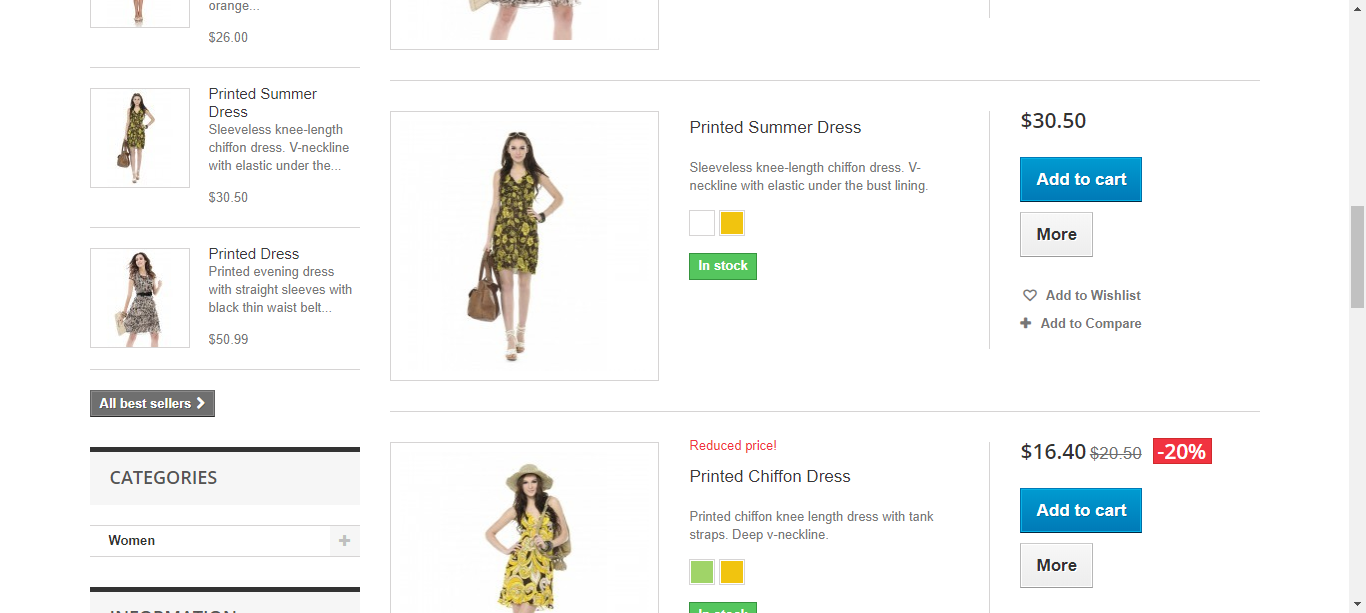 orange...
$26.00
Printed Summer
Dress
Sleeveless knee-length
chiffon dress. V-neckline
with elastic under the...
$30.50
Printed Dress
Printed evening dress
with straight sleeves with
black thin waist belt...
$50.99
All best sellers
CATEGORIES
Women
INFORMATION
Printed Summer Dress
Sleeveless knee-length chiffon dress. V-
neckline with elastic under the bust lining.
In stock
$30.50
Add to cart
More
Add to Wishlist
Add to Compare
Reduced price!
Printed Chiffon Dress
Printed chiffon knee length dress with tank
straps. Deep v-neckline.
In stock
$16.40 $20.50 -20%
Add to cart
More